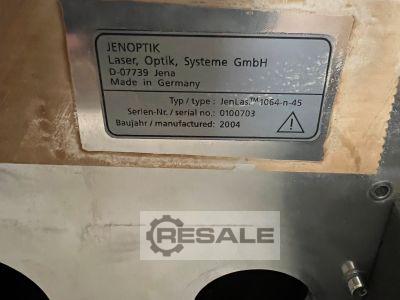 JENOPTIK
Laser, Optik, Systeme GmbH
D-07739 Jena
Made in Germany
Typ / type : JenLas.™1064-n-45
Serien-Nr. / serial no.: 0100703
Baujahr / manufactured: 2004
RESALE